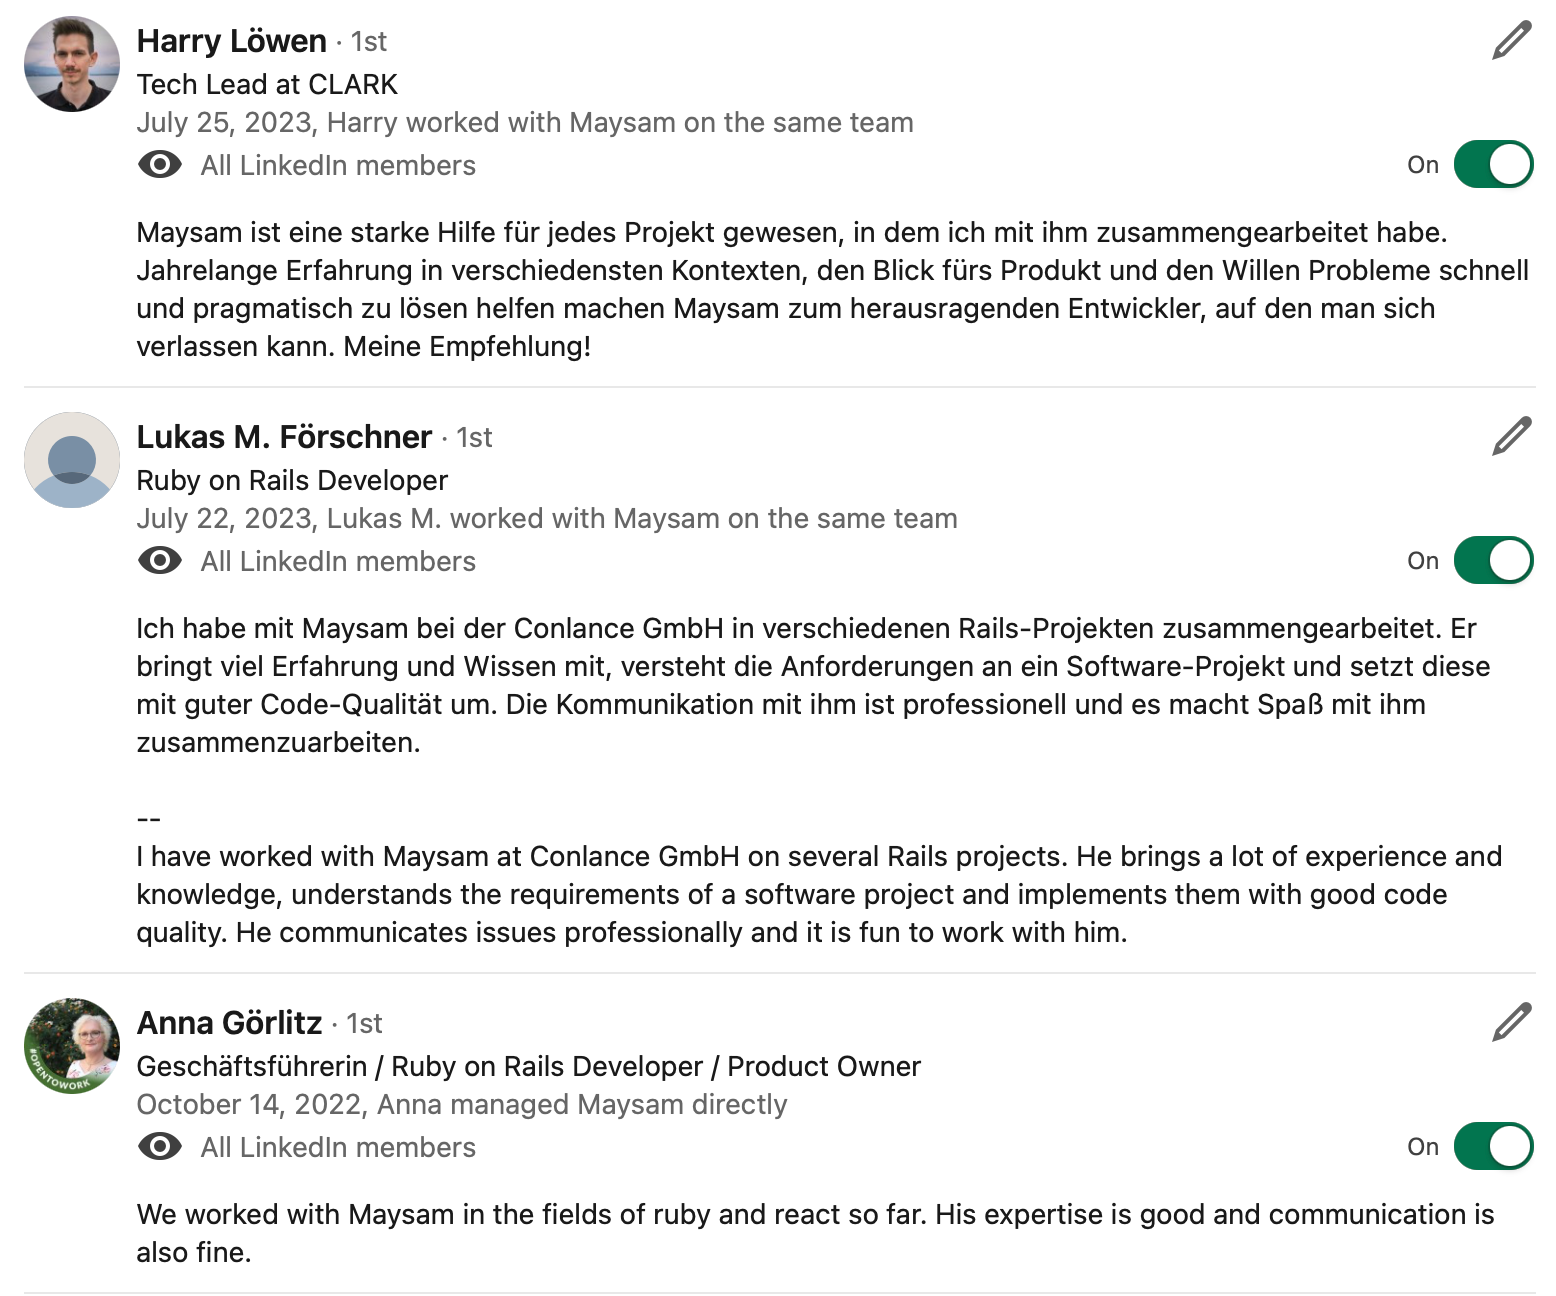 Harry Löwen · 1st
Tech Lead at CLARK
July 25, 2023, Harry worked with Maysam on the same team
All LinkedIn members
On
Maysam ist eine starke Hilfe für jedes Projekt gewesen, in dem ich mit ihm zusammengearbeitet habe.
Jahrelange Erfahrung in verschiedensten Kontexten, den Blick fürs Produkt und den Willen Probleme schnell
und pragmatisch zu lösen helfen machen Maysam zum herausragenden Entwickler, auf den man sich
verlassen kann. Meine Empfehlung!
Lukas M. Förschner · 1st
Ruby on Rails Developer
July 22, 2023, Lukas M. worked with Maysam on the same team
All LinkedIn members
On
Ich habe mit Maysam bei der Conlance GmbH in verschiedenen Rails-Projekten zusammengearbeitet. Er
bringt viel Erfahrung und Wissen mit, versteht die Anforderungen an ein Software-Projekt und setzt diese
mit guter Code-Qualität um. Die Kommunikation mit ihm ist professionell und es macht Spaß mit ihm
zusammenzuarbeiten.
--
I have worked with Maysam at Conlance GmbH on several Rails projects. He brings a lot of experience and
knowledge, understands the requirements of a software project and implements them with good code
quality. He communicates issues professionally and it is fun to work with him.
#OPENTOWORK
Anna Görlitz · 1st
Geschäftsführerin / Ruby on Rails Developer / Product Owner
October 14, 2022, Anna managed Maysam directly
All LinkedIn members
On
We worked with Maysam in the fields of ruby and react so far. His expertise is good and communication is
also fine.